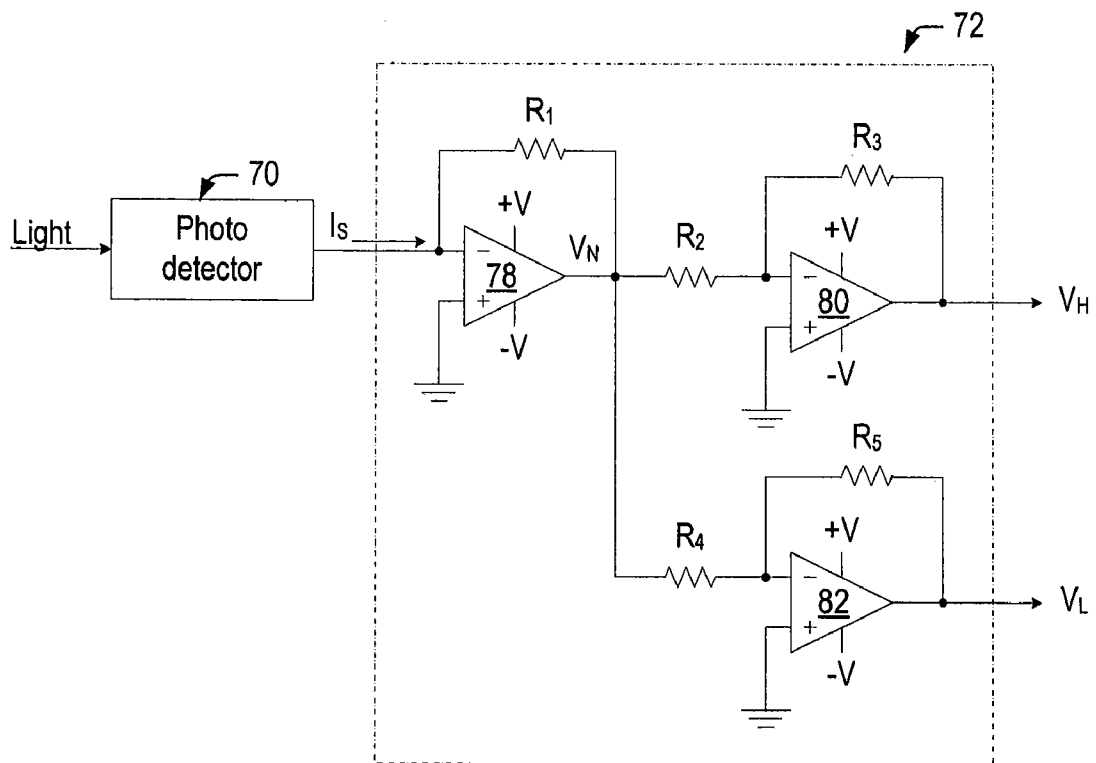 72
R1
R3
70
Light
Photo
detector
IS
+V
−
78
+
-V
VN
R2
+V
−
80
+
-V
VH
R5
R4
+V
−
82
+
-V
VL